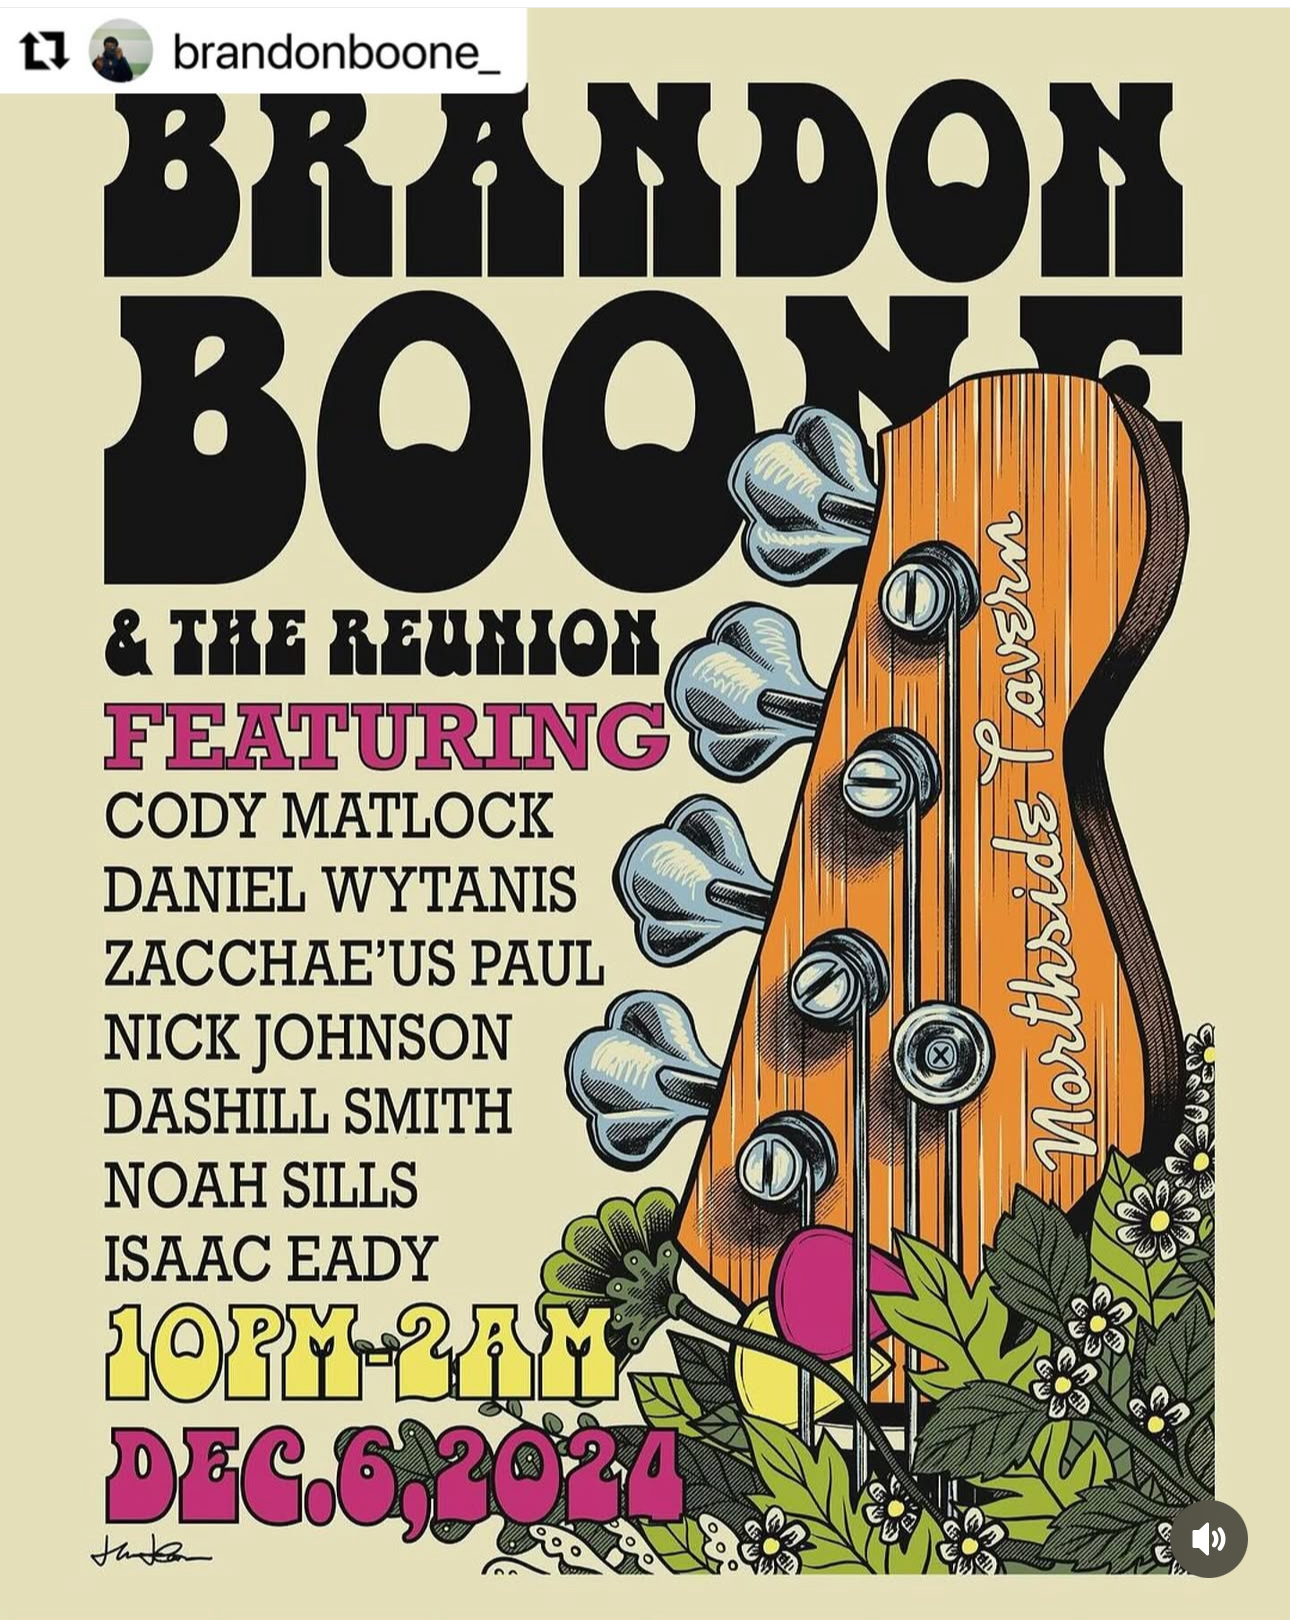 brandonboone_
BRANDON
BOONE
& THE REUNION
FEATURING
CODY MATLOCK
DANIEL WYTANIS
ZACCHAE'US PAUL
NICK JOHNSON
DASHILL SMITH
NOAH SILLS
ISAAC EADY
10PM-2AM
DEC.6,2024
Northside Tavern